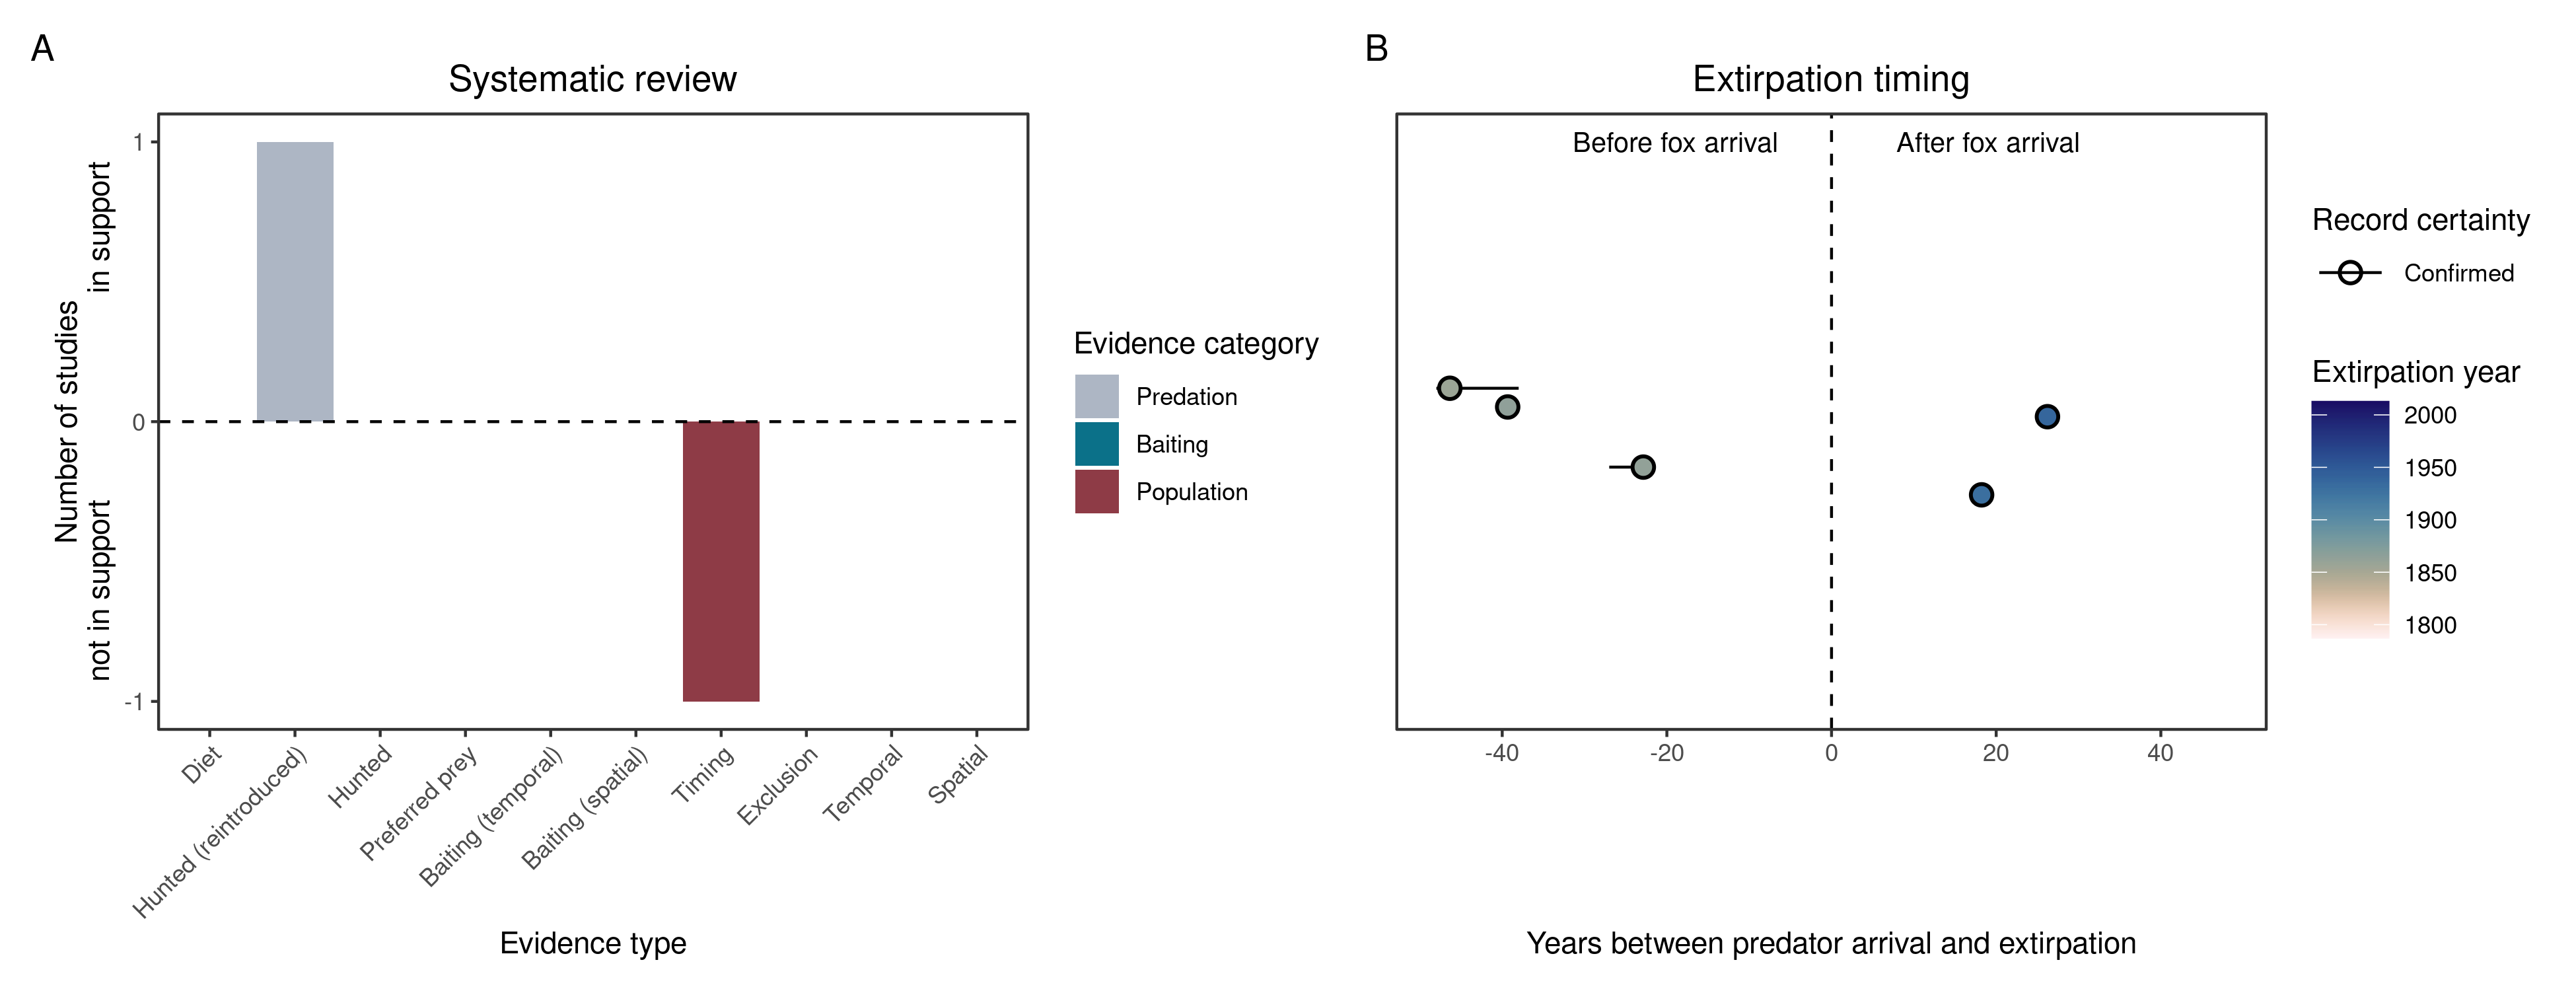 A
Systematic review
Number of studies
in support
not in support
1
0
-1
Diet
Hunted (reintroduced)
Hunted
Preferred prey
Baiting (temporal)
Baiting (spatial)
Timing
Exclusion
Temporal
Spatial
Evidence type
Evidence category
Predation
Baiting
Population
B
Extirpation timing
Before fox arrival
After fox arrival
-40
-20
0
20
40
Years between predator arrival and extirpation
Record certainty
Confirmed
Extirpation year
2000
1950
1900
1850
1800